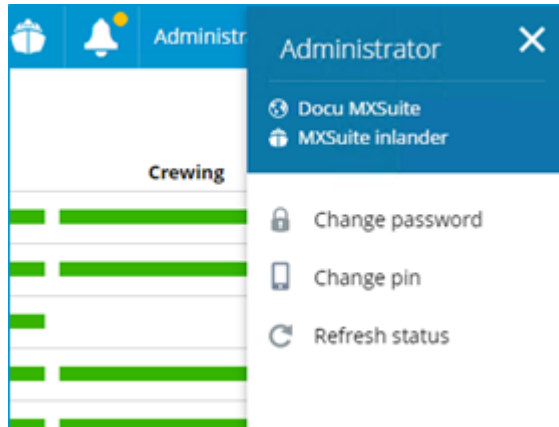 Administr
Crewing
Administrator
Docu MXSuite
MXSuite inlander
Change password
Change pin
Refresh status